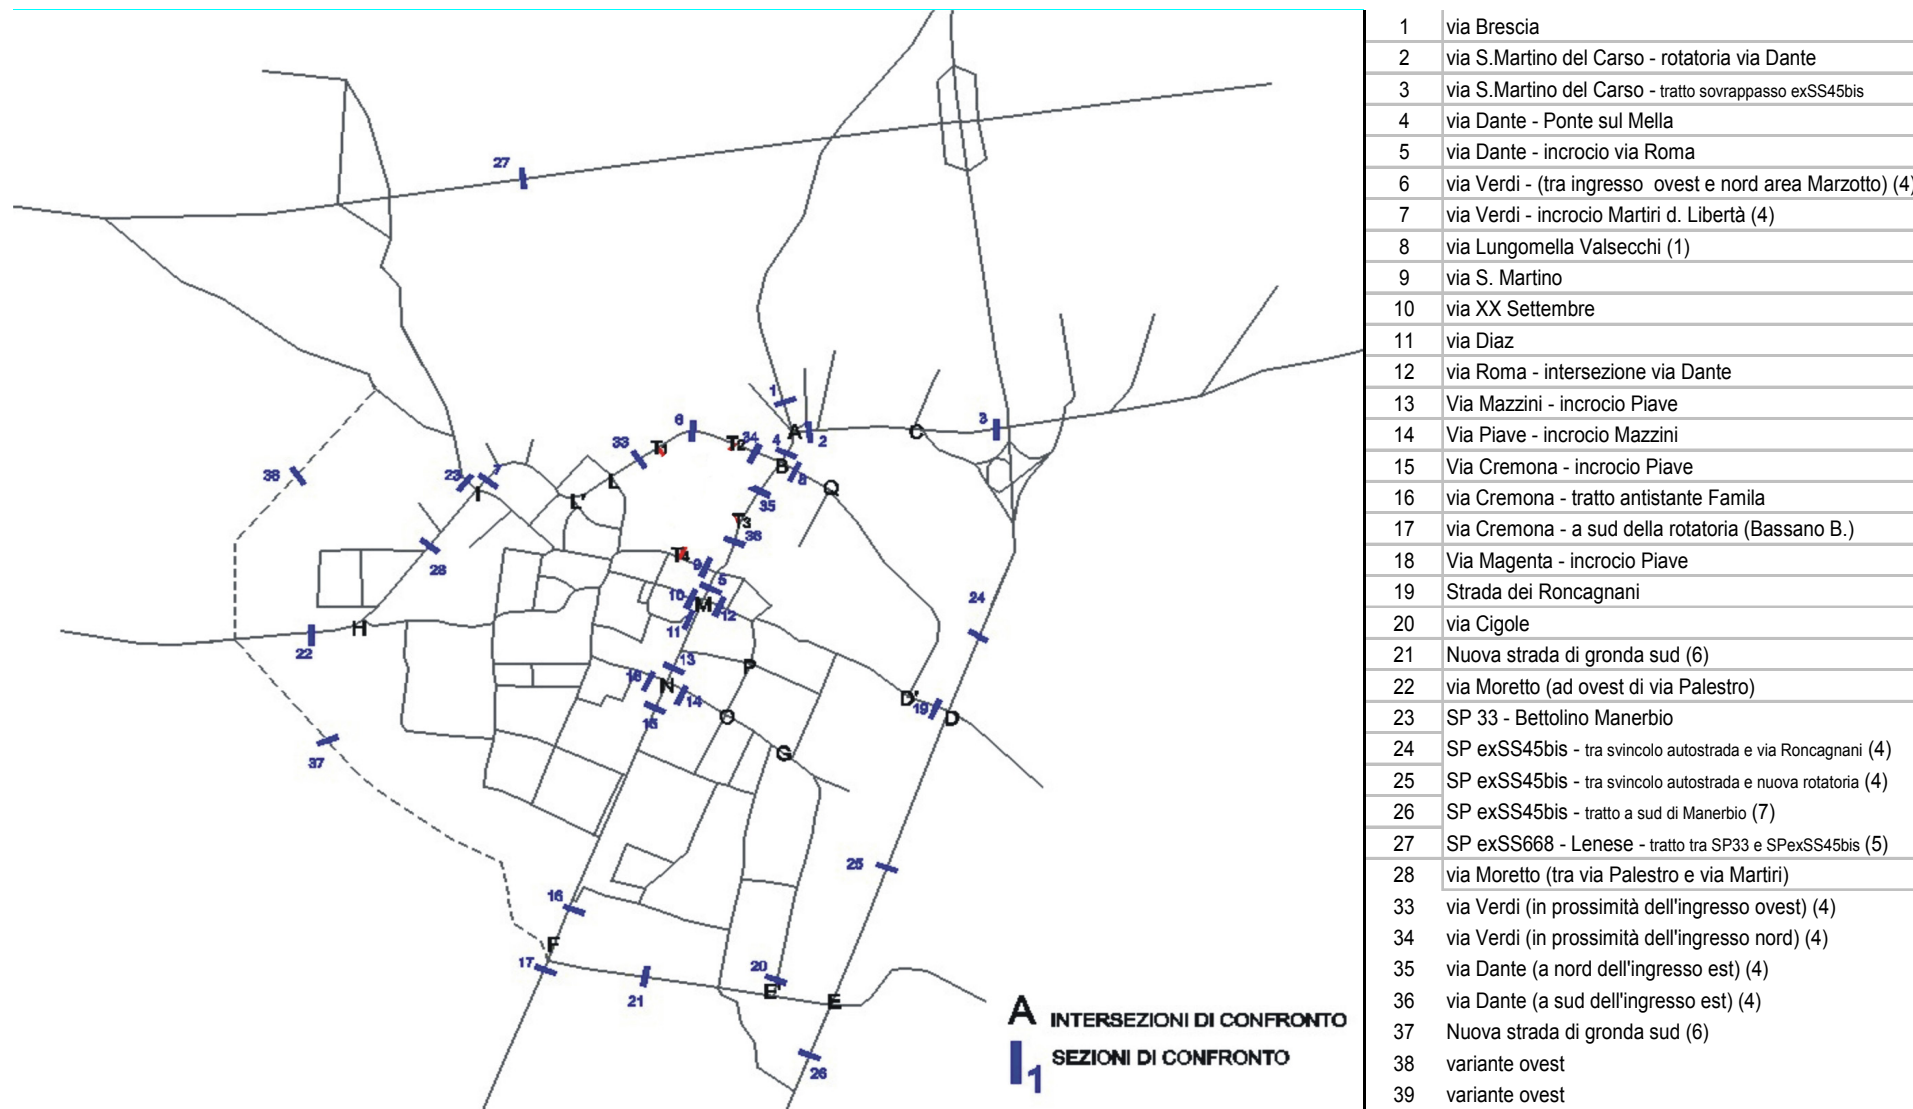 27
1
6
34
4
A
2
C
3
T1
T2
33
B
8
38
23
7
I
L
L'
Q
35
T3
36
28
T4
9
5
24
10
M
12
11
H
22
13
P
18
N
14
15
O
D'
19
D
37
G
25
16
F
17
20
21
E'
E
26
A INTERSEZIONI DI CONFRONTO
1 SEZIONI DI CONFRONTO
1 via Brescia
2 via S.Martino del Carso - rotatoria via Dante
3 via S.Martino del Carso - tratto sovrappasso exSS45bis
4 via Dante - Ponte sul Mella
5 via Dante - incrocio via Roma
6 via Verdi - (tra ingresso ovest e nord area Marzotto) (4)
7 via Verdi - incrocio Martiri d. Libertà (4)
8 via Lungomella Valsecchi (1)
9 via S. Martino
10 via XX Settembre
11 via Diaz
12 via Roma - intersezione via Dante
13 Via Mazzini - incrocio Piave
14 Via Piave - incrocio Mazzini
15 Via Cremona - incrocio Piave
16 via Cremona - tratto antistante Famila
17 via Cremona - a sud della rotatoria (Bassano B.)
18 Via Magenta - incrocio Piave
19 Strada dei Roncagnani
20 via Cigole
21 Nuova strada di gronda sud (6)
22 via Moretto (ad ovest di via Palestro)
23 SP 33 - Bettolino Manerbio
24 SP exSS45bis - tra svincolo autostrada e via Roncagnani (4)
25 SP exSS45bis - tra svincolo autostrada e nuova rotatoria (4)
26 SP exSS45bis - tratto a sud di Manerbio (7)
27 SP exSS668 - Lenese - tratto tra SP33 e SPexSS45bis (5)
28 via Moretto (tra via Palestro e via Martiri)
33 via Verdi (in prossimità dell'ingresso ovest) (4)
34 via Verdi (in prossimità dell'ingresso nord) (4)
35 via Dante (a nord dell'ingresso est) (4)
36 via Dante (a sud dell'ingresso est) (4)
37 Nuova strada di gronda sud (6)
38 variante ovest
39 variante ovest